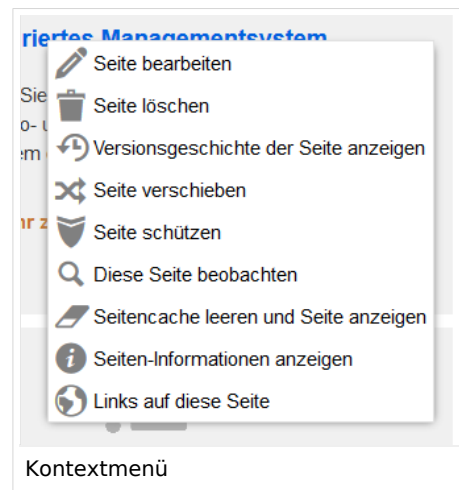 riertes Managementsystem
Seite bearbeiten
Sie
Seite löschen
Versionsgeschichte der Seite anzeigen
Seite verschieben
Seite schützen
Diese Seite beobachten
Seitencache leeren und Seite anzeigen
Seiten-Informationen anzeigen
Links auf diese Seite
Kontextmenü